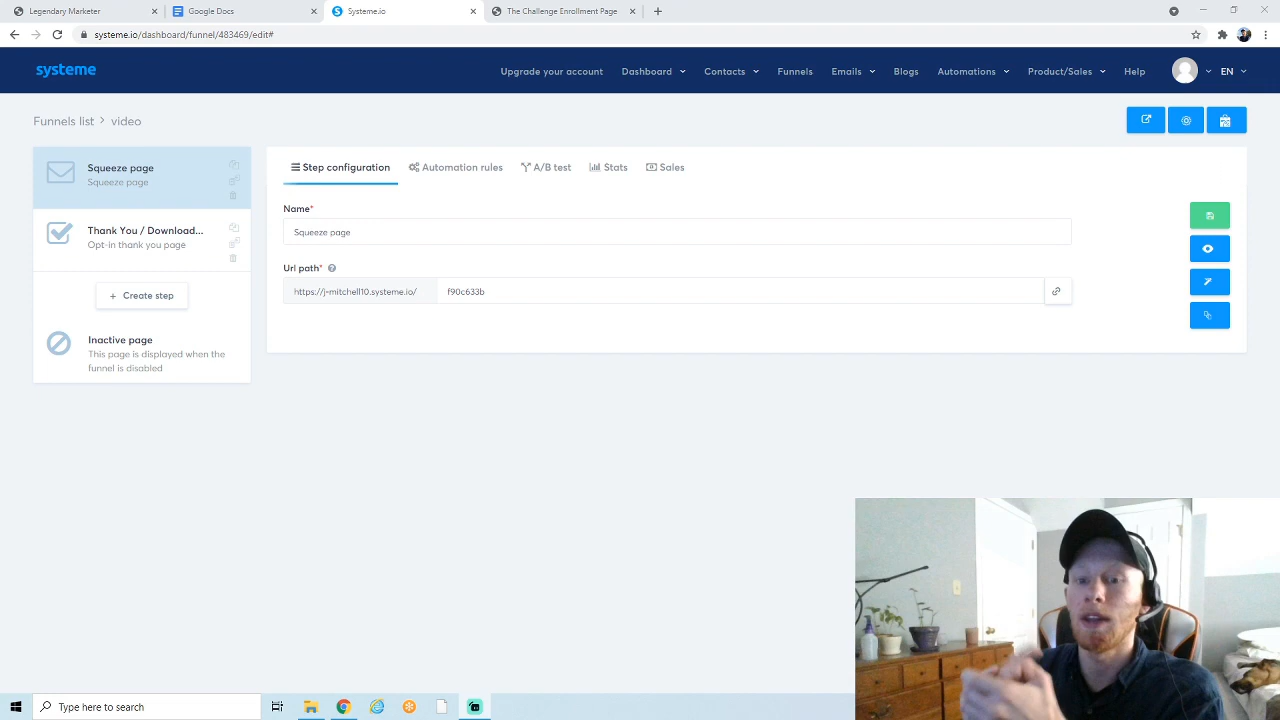 Legendary Marketer
Google Docs
Systeme.io
The Challenge Enrollment Page
systeme.io/dashboard/funnel/483469/edit#
systeme
Upgrade your account
Dashboard
Contacts
Funnels
Emails
Blogs
Automations
Product/Sales
Help
EN
Funnels list > video
Squeeze page
Squeeze page
Thank You / Download...
Opt-in thank you page
+ Create step
Inactive page
This page is displayed when the
funnel is disabled
Step configuration
Automation rules
A/B test
Stats
Sales
Name*
Squeeze page
Url path* ?
https://j-mitchell10.systeme.io/
f90c633b
Type here to search